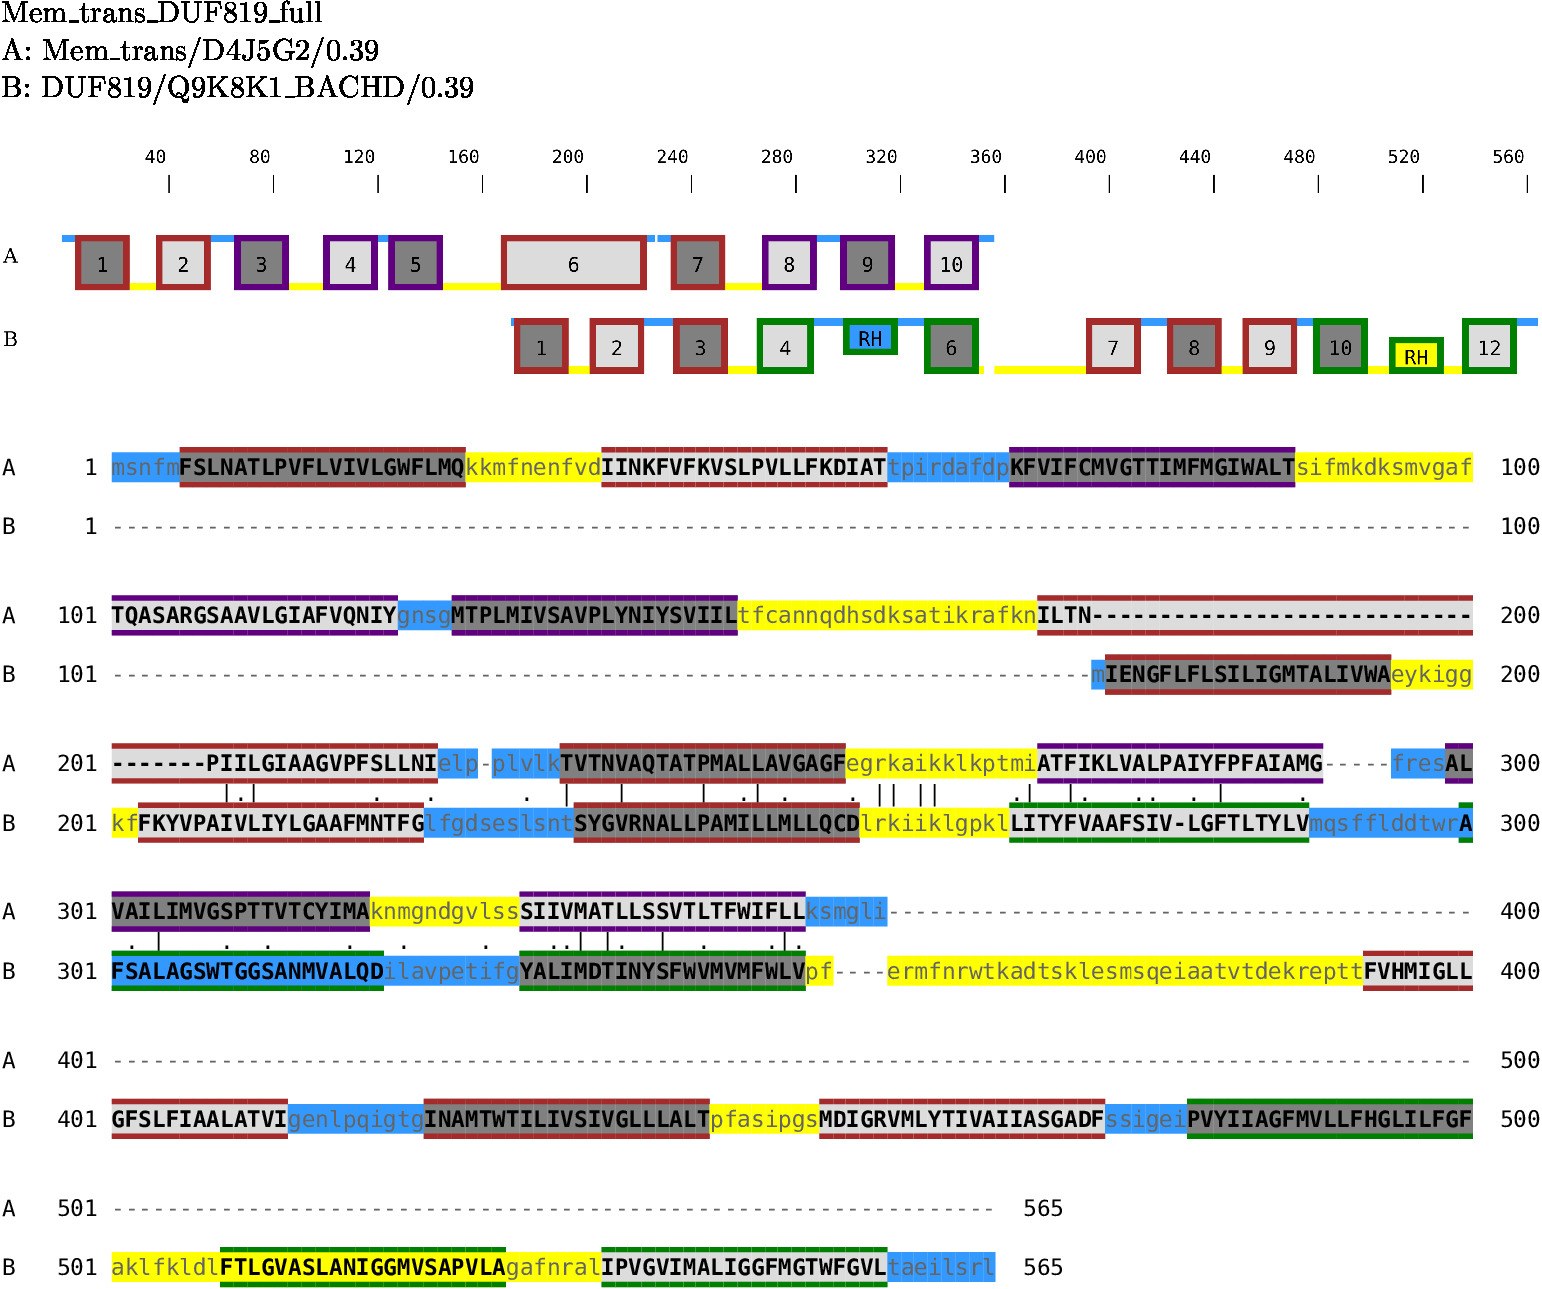 Mem_trans_DUF819_full
A: Mem_trans/D4J5G2/0.39
B: DUF819/Q9K8K1_BACHD/0.39
40 80 120 160 200 240 280 320 360 400 440 480 520 560
A 1 2 3 4 5 6 7 8 9 10
B 1 2 3 4 RH 6 7 8 9 10 RH 12
A 1 msnfmFSLNATLPVFLVIVLGWFLMQkkmfnenfvdIINKFVFKVSLPVLLFKDIATtpirdafdpKFVIFCMVGTTIMFMGIWALTsifmkdksmvgaf 100
B 1 ---------------------------------------------------------------------------------------------------- 100
A 101 TQASARGSAAVLGIAFVQNIYgnsgMTPLMIVSAVPLYNIYSVIILtfcannqdhsdksatikrafknILTN---------------------------- 200
B 101 ------------------------------------------------------------------------mIENGFLFLSILIGMTALIVWAeykigg 200
A 201 -------PIILGIAAGVPFSLLNIelp-plvlkTVTNVAQTATPMALLAVGAGFegrkaikklkptmiATFIKLVALPAIYFPFAIAMG-----fresAL 300
B 201 kfFKYVPAIVLIYLGAAFMNTFGlfgdseslsntSYGVRNALLPAMILLMLLQCDlrkiiklgpklLITYFVAAFSIV-LGFTLTYLVmqsfflddtwrA 300
A 301 VAILIMVGSPTTVTCYIMAknmgndgvlssSIIVMATLLSSVTLTFWIFLLksmgli------------------------------------------- 400
B 301 FSALAGSWTGGSANMVALQDilavpetifgYALIMDTINYSFWVMVMFWLVpf----ermfnrwtkadtsklesmsqeiaatvtdekrepttFVHMIGLL 400
A 401 ---------------------------------------------------------------------------------------------------- 500
B 401 GFSLFIAALATVIgenlpqigtgINAMTWTILIVSIVGLLLALTpfasipgsMDIGRVMLYTIVAIIASGADFssigeiPVYIIAGFMVLLFHGLILFGF 500
A 501 ----------------------------------------------------------------- 565
B 501 aklfkldlFTLGVASLANIGGMVSAPVLAgafnralIPVGVIMALIGGFMGTWFGVLtaeilsrl 565